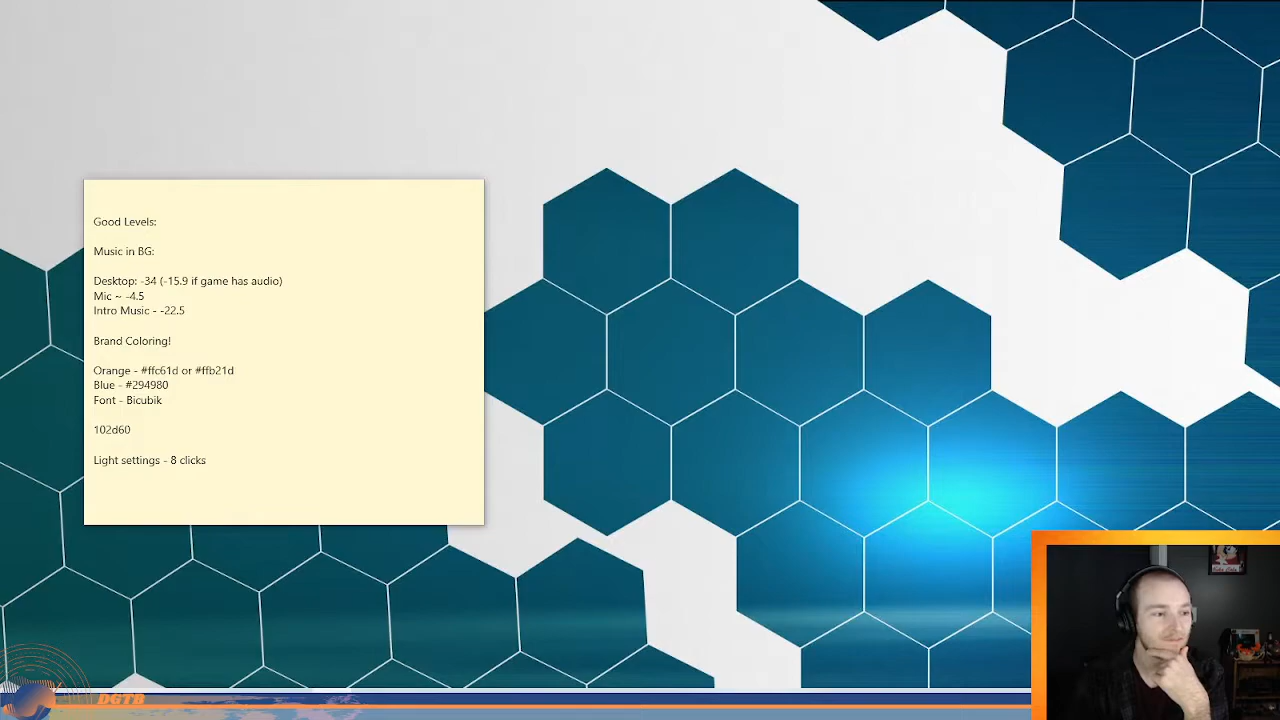 Good Levels:
Music in BG:
Desktop: -34 (-15.9 if game has audio)
Mic ~ -4.5
Intro Music - -22.5
Brand Coloring!
Orange - #ffc61d or #ffb21d
Blue - #294980
Font - Bicubik
102d60
Light settings - 8 clicks
DGTB